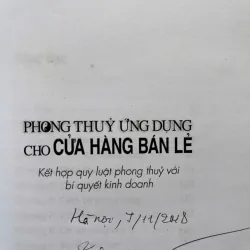 PHONG THUỶ ỨNG DỤNG
CHO CỬA HÀNG BÁN LẺ
Kết hợp quy luật phong thuỷ với
bí quyết kinh doanh
Hà nội, 7/11/2018